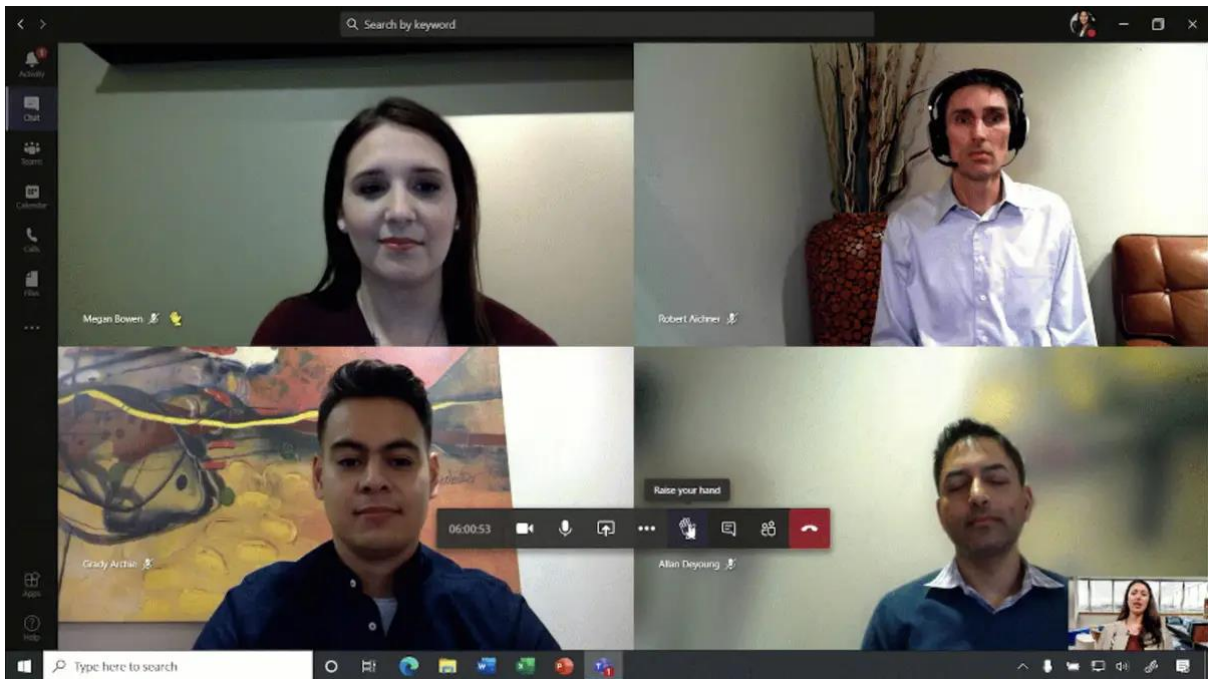 Search by keyword
Activity
Chat
Teams
Calendar
Calls
Files
Megan Bowen
Robert Aichner
Raise your hand
06:00:53
Grady Archie
Allan Deyoung
Apps
Help
Type here to search